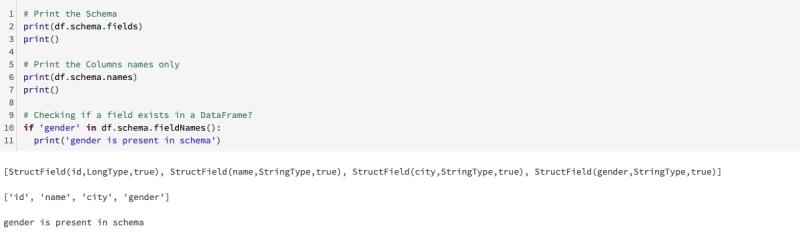 1 # Print the Schema
2 print(df.schema.fields)
3 print()
4
5 # Print the Columns names only
6 print(df.schema.names)
7 print()
8
9 # Checking if a field exists in a DataFrame?
10 if 'gender' in df.schema.fieldNames():
11   print('gender is present in schema')
[StructField(id,LongType,true), StructField(name,StringType,true), StructField(city,StringType,true), StructField(gender,StringType,true)]
['id', 'name', 'city', 'gender']
gender is present in schema